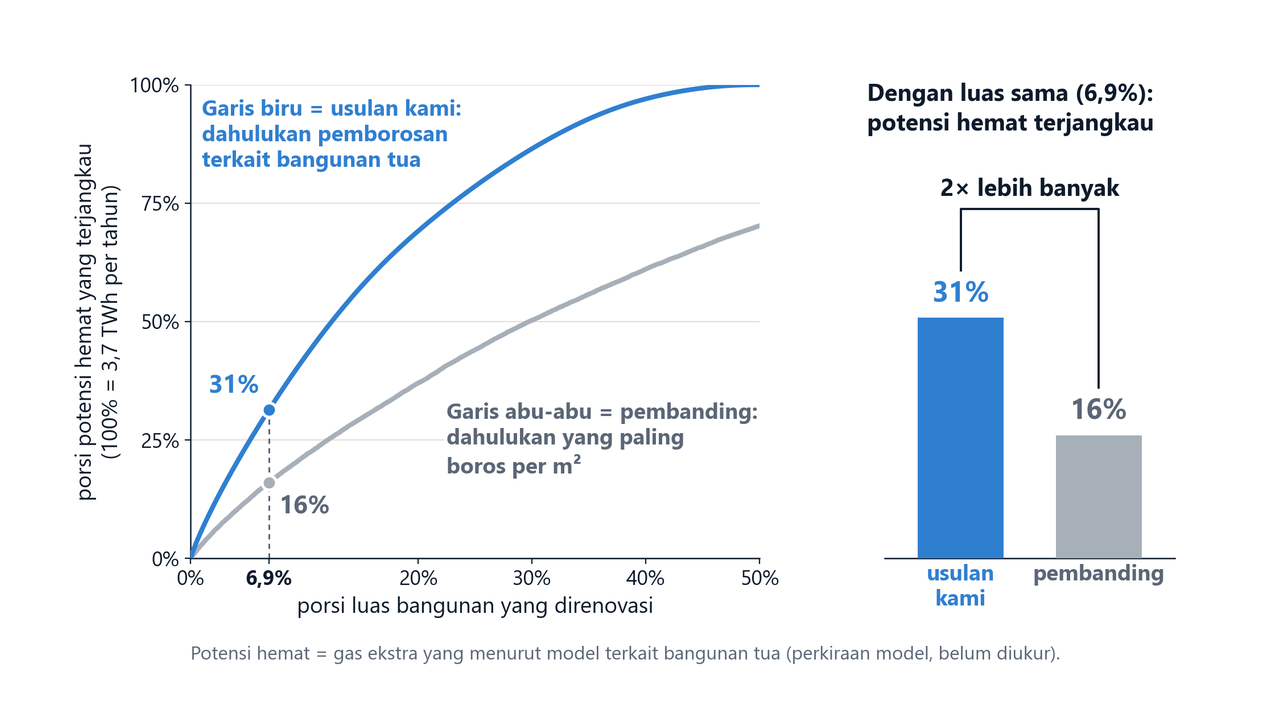 100%
75%
50%
25%
0%
porsi potensi hemat yang terjangkau
(100% = 3,7 TWh per tahun)
Garis biru = usulan kami:
dahulukan pemborosan
terkait bangunan tua
31%
16%
Garis abu-abu = pembanding:
dahulukan yang paling
boros per m²
0%
6,9%
20%
30%
40%
50%
porsi luas bangunan yang direnovasi
Dengan luas sama (6,9%):
potensi hemat terjangkau
2× lebih banyak
31%
16%
usulan
kami
pembanding
Potensi hemat = gas ekstra yang menurut model terkait bangunan tua (perkiraan model, belum diukur).